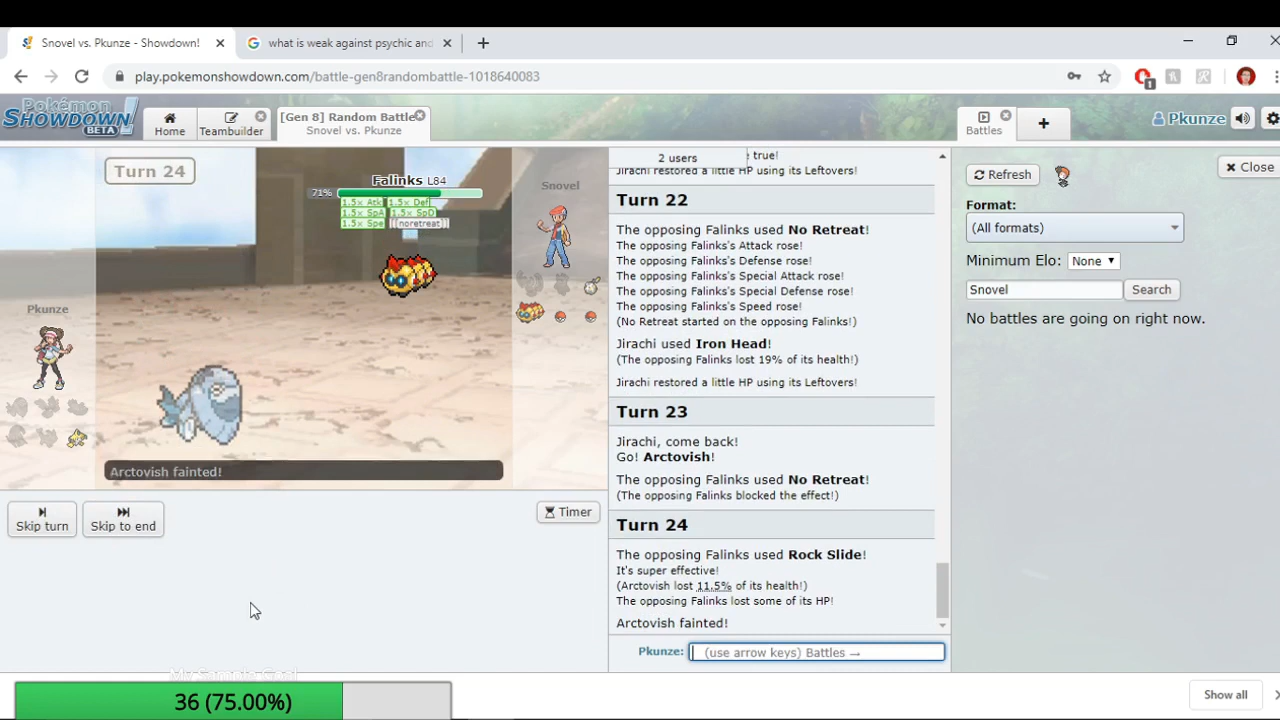 Snovel vs. Pkunze - Showdown!
what is weak against psychic and
play.pokemonshowdown.com/battle-gen8randombattle-1018640083
1
Pokémon
SHOWDOWN!
BETA
Home
Teambuilder
[Gen 8] Random Battle
Snovel vs. Pkunze
Battles
Pkunze
Turn 24
Falinks L84
71%
1.5× Atk 1.5× Def
1.5× SpA 1.5× SpD
1.5× Spe [[noretreat]]
Snovel
Pkunze
Arctovish fainted!
Skip turn
Skip to end
Timer
2 users
e true!
Jirachi restored a little HP using its Leftovers!
Turn 22
The opposing Falinks used No Retreat!
The opposing Falinks's Attack rose!
The opposing Falinks's Defense rose!
The opposing Falinks's Special Attack rose!
The opposing Falinks's Special Defense rose!
The opposing Falinks's Speed rose!
(No Retreat started on the opposing Falinks!)
Jirachi used Iron Head!
(The opposing Falinks lost 19% of its health!)
Jirachi restored a little HP using its Leftovers!
Turn 23
Jirachi, come back!
Go! Arctovish!
The opposing Falinks used No Retreat!
(The opposing Falinks blocked the effect!)
Turn 24
The opposing Falinks used Rock Slide!
It's super effective!
(Arctovish lost 11.5% of its health!)
The opposing Falinks lost some of its HP!
Arctovish fainted!
Pkunze: (use arrow keys) Battles →
Close
Refresh
Format:
(All formats)
Minimum Elo: None
Snovel
Search
No battles are going on right now.
My Sample Goal
36 (75.00%)
Show all